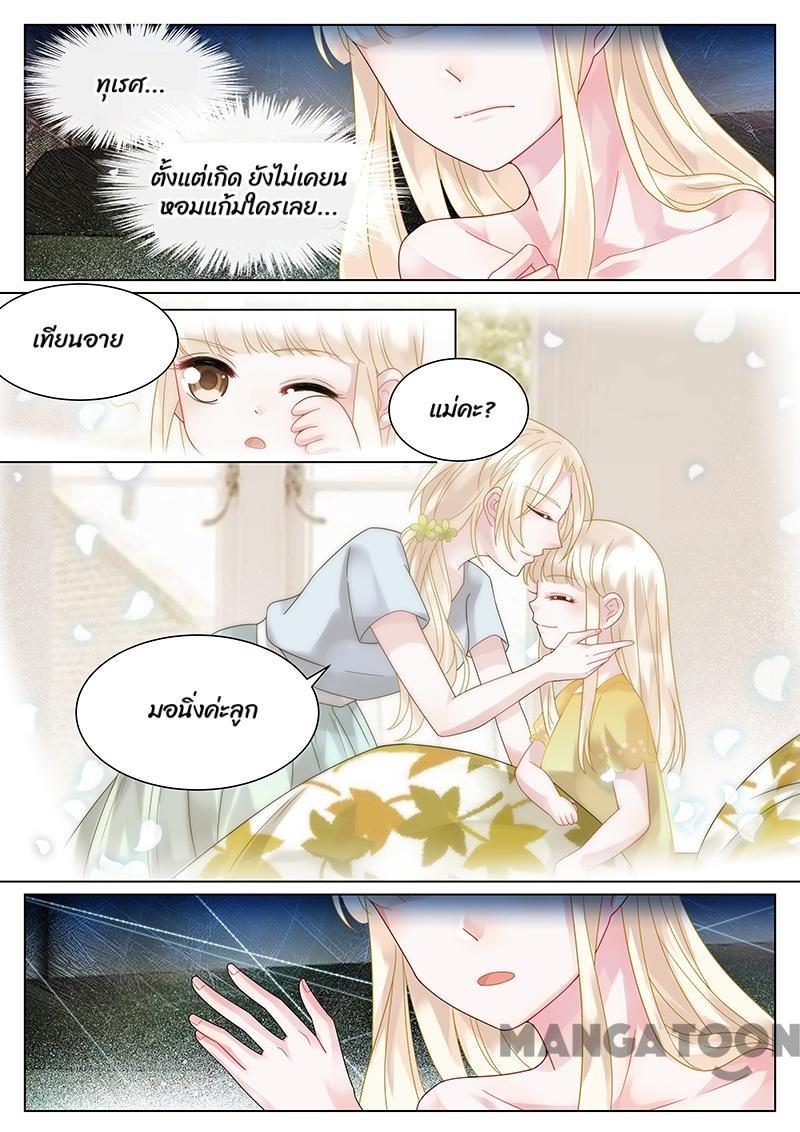 ทุเรศ...
ตั้งแต่เกิด ยังไม่เคยน
หอมแก้มใครเลย...
เทียนอาย
แม่คะ?
มอนิ่งค่ะลูก
MANGATOON